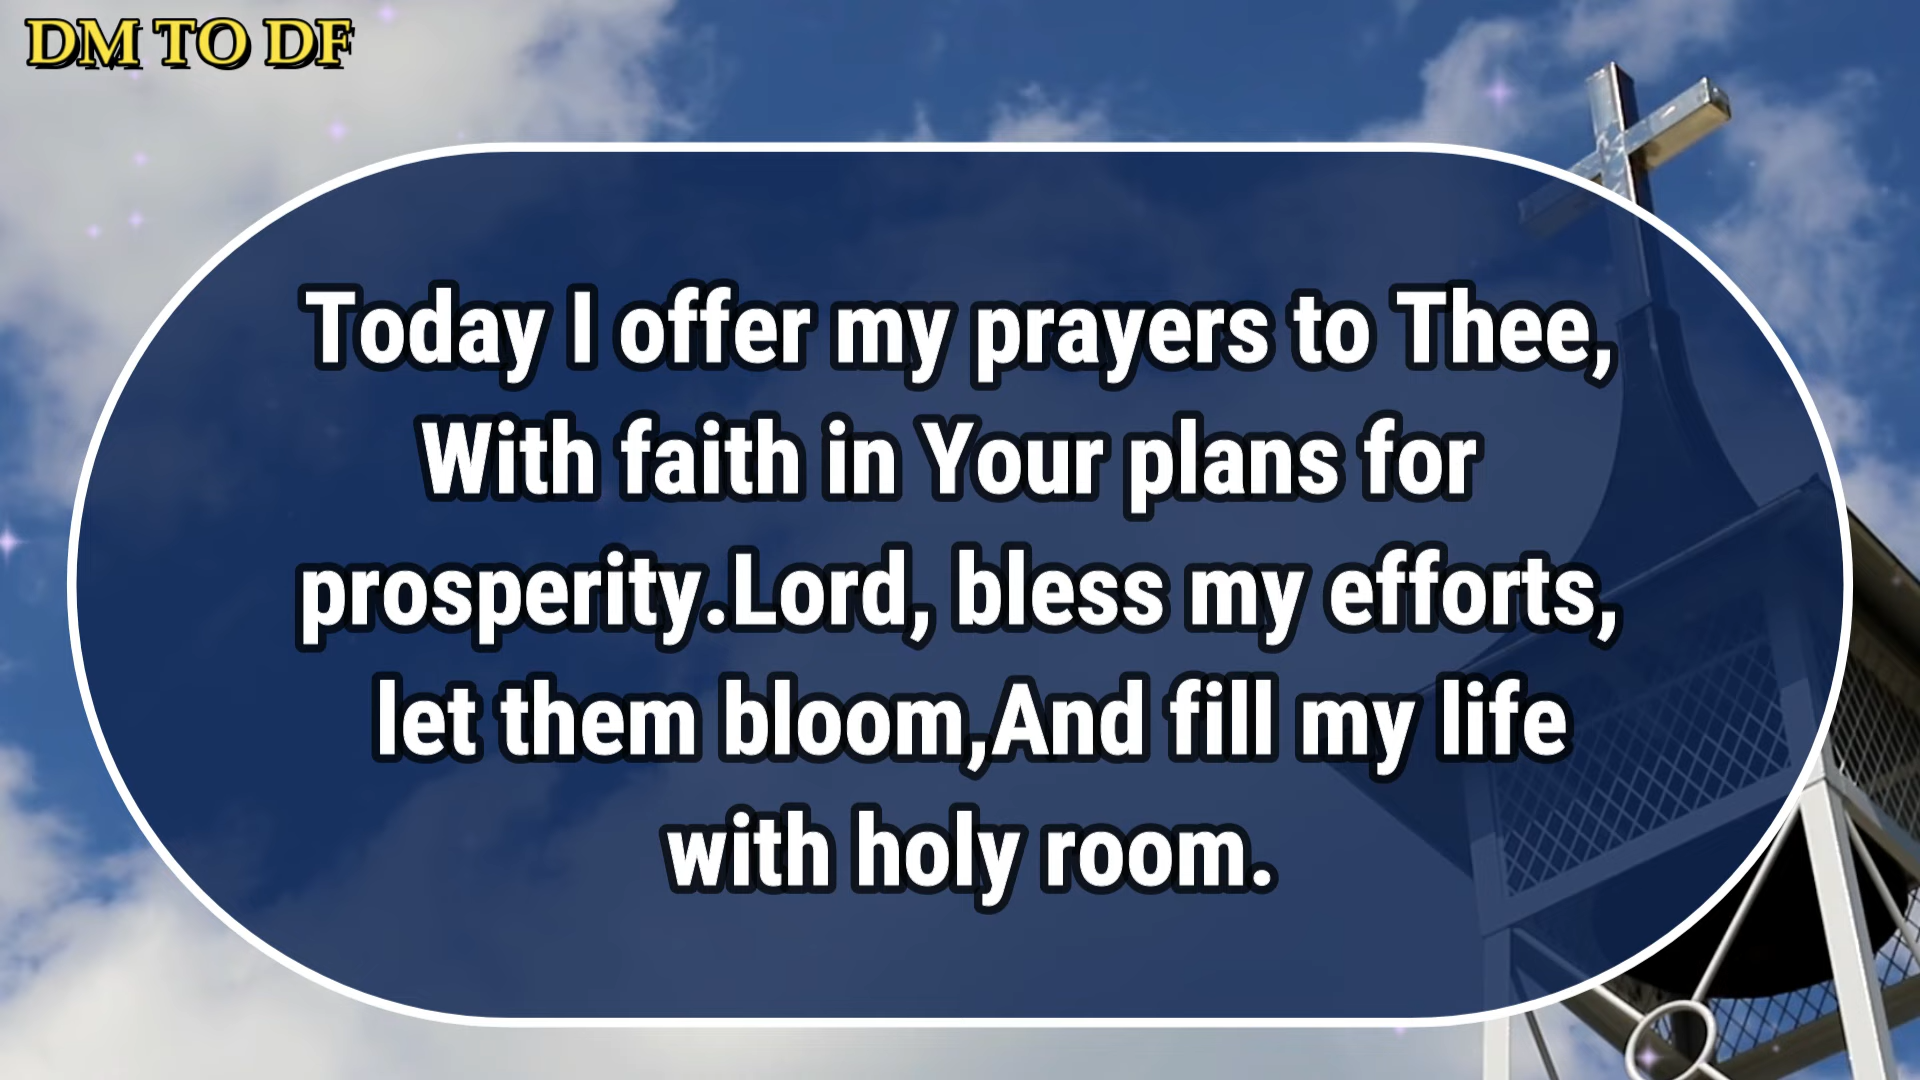 DM TO DF
Today I offer my prayers to Thee,
With faith in Your plans for
prosperity.Lord, bless my efforts,
let them bloom,And fill my life
with holy room.